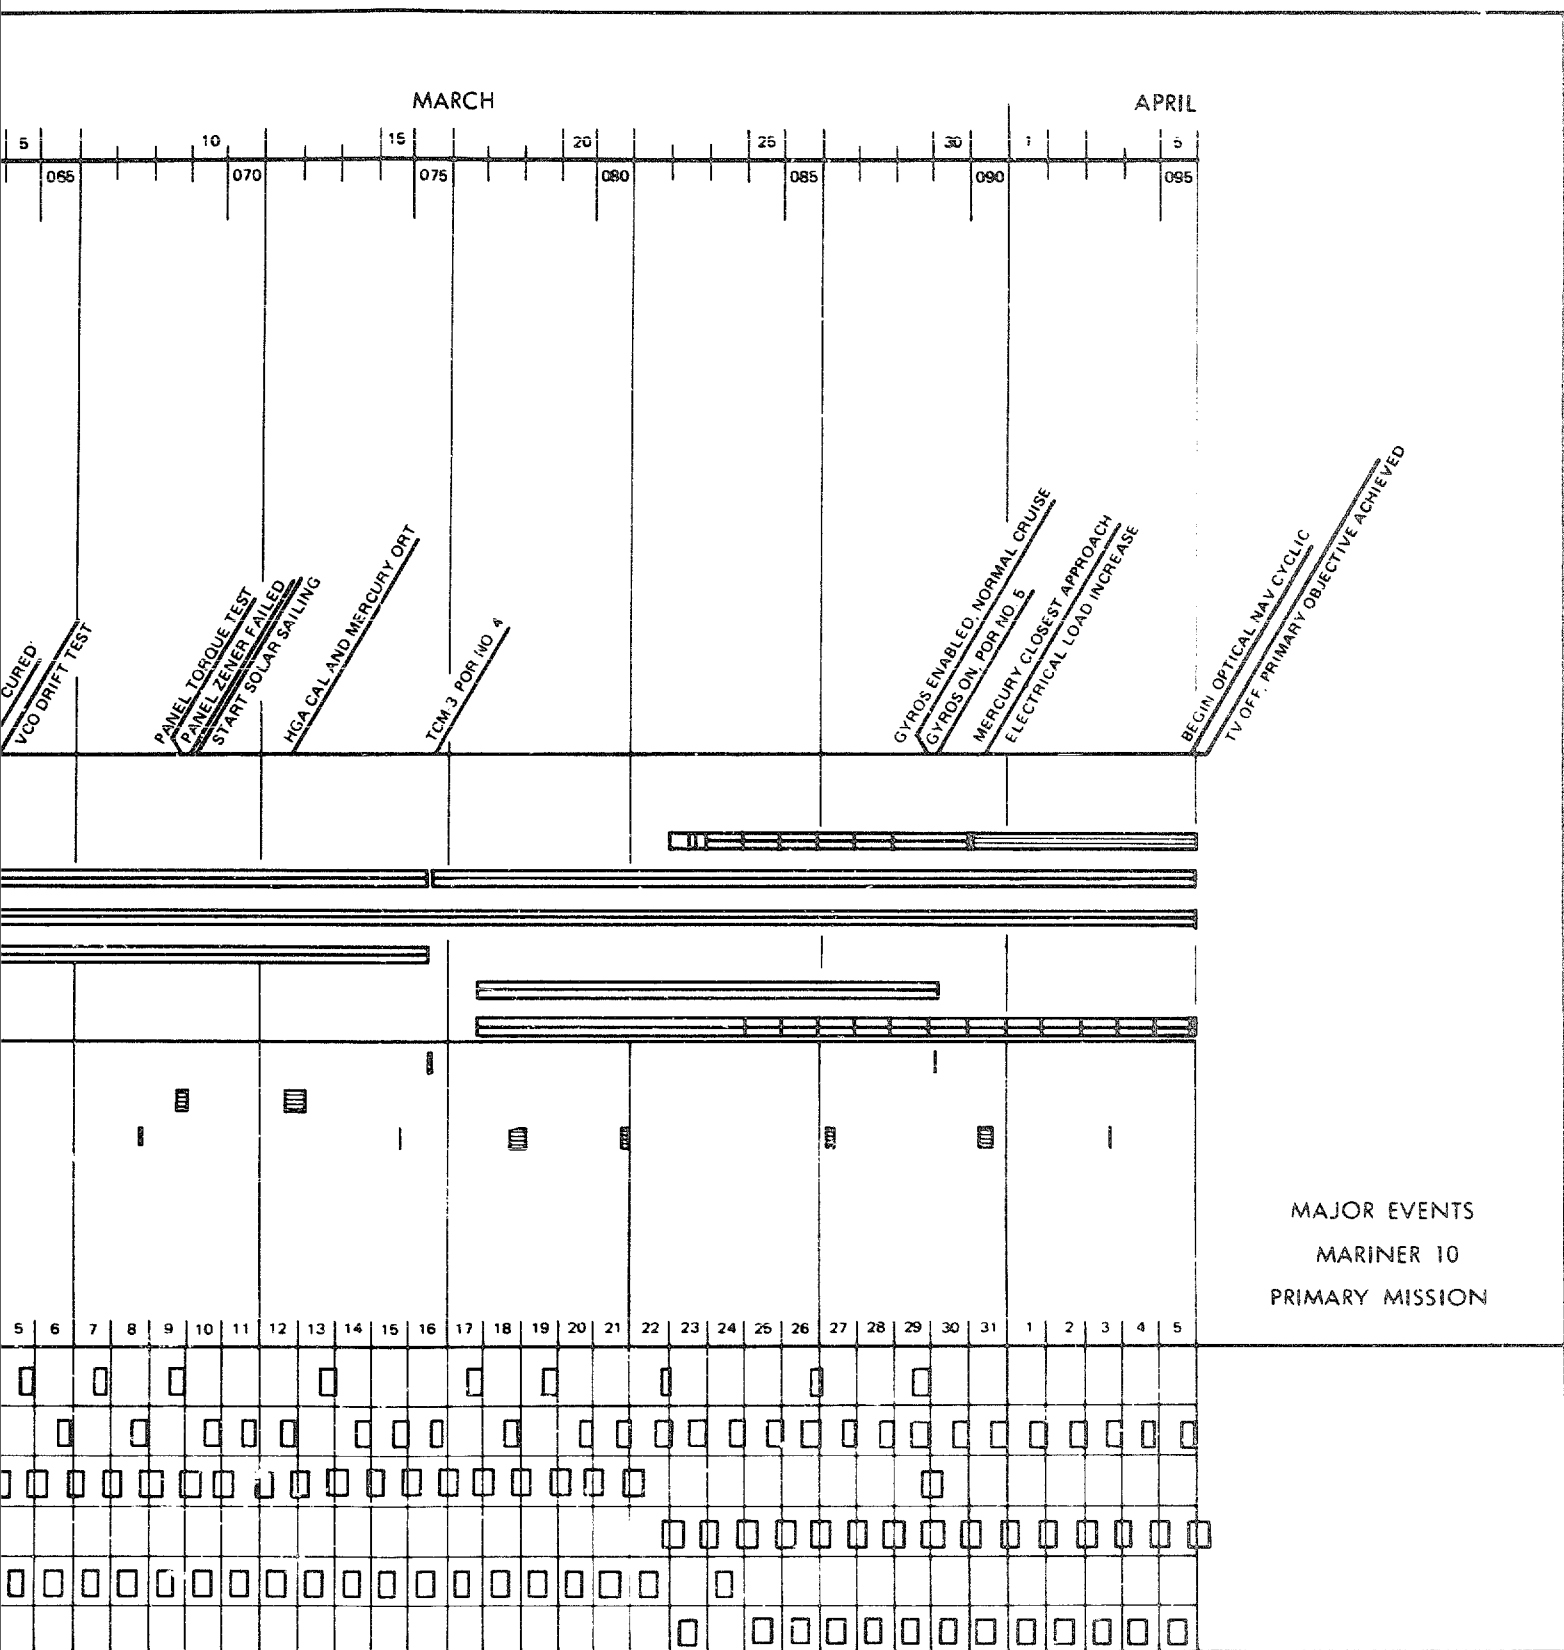 MARCH APRIL
5 10 15 20 25 30 1 5
065 070 075 080 085 090 095
CURED
VCO DRIFT TEST
PANEL TORQUE TEST
PANEL ZENER FAILED
START SOLAR SAILING
HGA CAL AND MERCURY ORT
TCM-3 POR NO. 4
GYROS ENABLED, NORMAL CRUISE
GYROS ON, POR NO. 5
MERCURY CLOSEST APPROACH
ELECTRICAL LOAD INCREASE
BEGIN OPTICAL NAV CYCLIC
TV OFF. PRIMARY OBJECTIVE ACHIEVED
MAJOR EVENTS
MARINER 10
PRIMARY MISSION
5 6 7 8 9 10 11 12 13 14 15 16 17 18 19 20 21 22 23 24 25 26 27 28 29 30 31 1 2 3 4 5